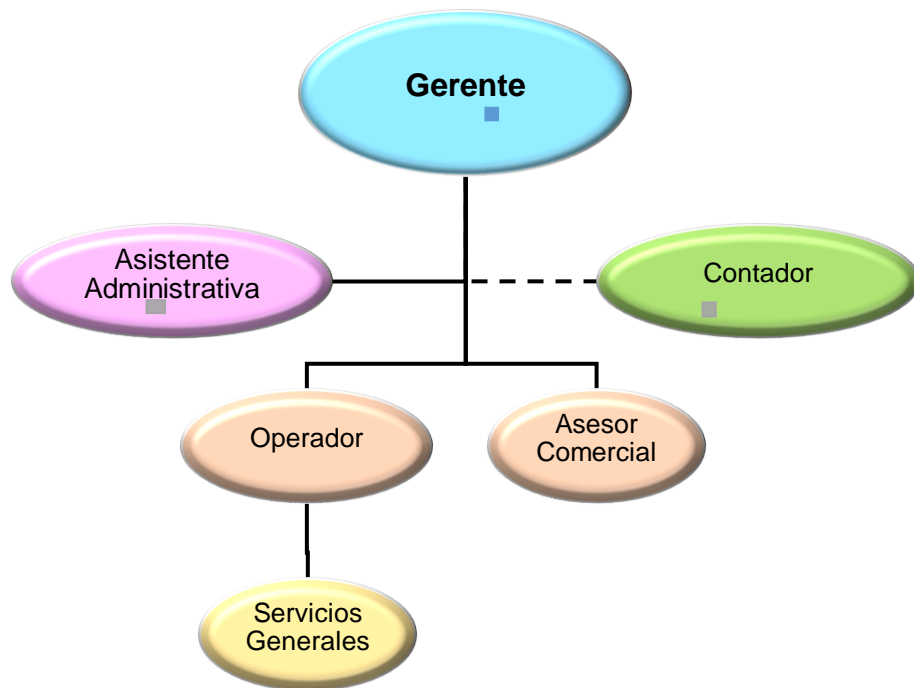 Gerente
Asistente
Administrativa
Contador
Operador
Asesor
Comercial
Servicios
Generales